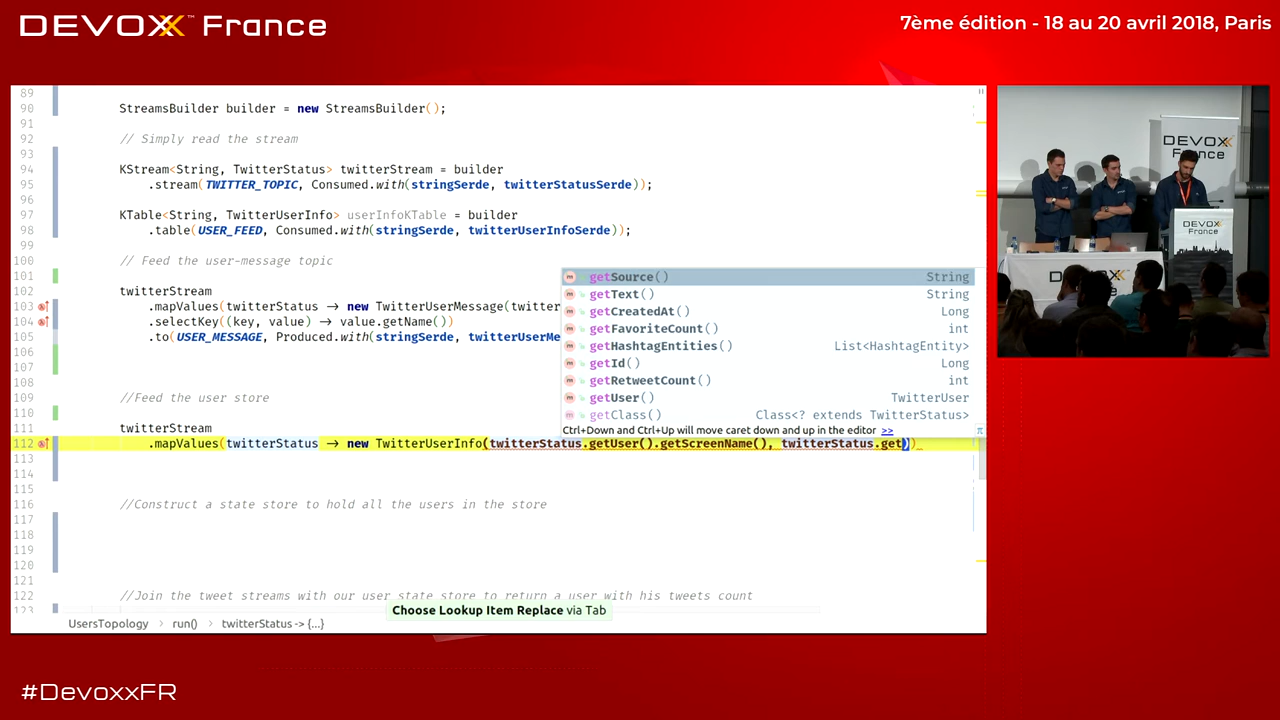 DEVOXX™ France
7ème édition - 18 au 20 avril 2018, Paris
89
90 StreamsBuilder builder = new StreamsBuilder();
91
92 // Simply read the stream
93
94 KStream<String, TwitterStatus> twitterStream = builder
95 .stream(TWITTER_TOPIC, Consumed.with(stringSerde, twitterStatusSerde));
96
97 KTable<String, TwitterUserInfo> userInfoKTable = builder
98 .table(USER_FEED, Consumed.with(stringSerde, twitterUserInfoSerde));
99
100 // Feed the user-message topic
101
102 twitterStream
103 .mapValues(twitterStatus -> new TwitterUserMessage(twitter
104 .selectKey((key, value) -> value.getName())
105 .to(USER_MESSAGE, Produced.with(stringSerde, twitterUserMe
106
107
108
109 //Feed the user store
110
111 twitterStream
112 .mapValues(twitterStatus -> new TwitterUserInfo(twitterStatus.getUser().getScreenName(), twitterStatus.get))
113
114
115
116 //Construct a state store to hold all the users in the store
117
118
119
120
121
122 //Join the tweet streams with our user state store to return a user with his tweets count
123
getSource() String
getText() String
getCreatedAt() Long
getFavoriteCount() int
getHashtagEntities() List<HashtagEntity>
getId() Long
getRetweetCount() int
getUser() TwitterUser
getClass() Class<? extends TwitterStatus>
Ctrl+Down and Ctrl+Up will move caret down and up in the editor >>
Choose Lookup Item Replace via Tab
UsersTopology > run() > twitterStatus -> {...}
DEVOXX
France
DEVOXX
France
DEVOX
#DevoxxFR